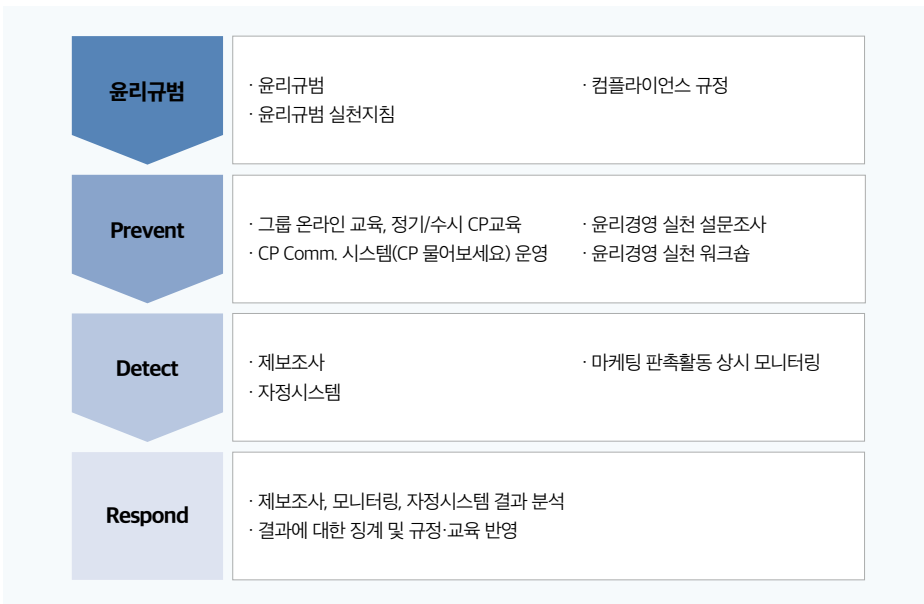 윤리규범
· 윤리규범
· 컴플라이언스 규정
· 윤리규범 실천지침
Prevent
· 그룹 온라인 교육, 정기/수시 CP교육
· 윤리경영 실천 설문조사
· CP Comm. 시스템(CP 물어보세요) 운영
· 윤리경영 실천 워크숍
Detect
· 제보조사
· 마케팅 판촉활동 상시 모니터링
· 자정시스템
Respond
· 제보조사, 모니터링, 자정시스템 결과 분석
· 결과에 대한 징계 및 규정·교육 반영